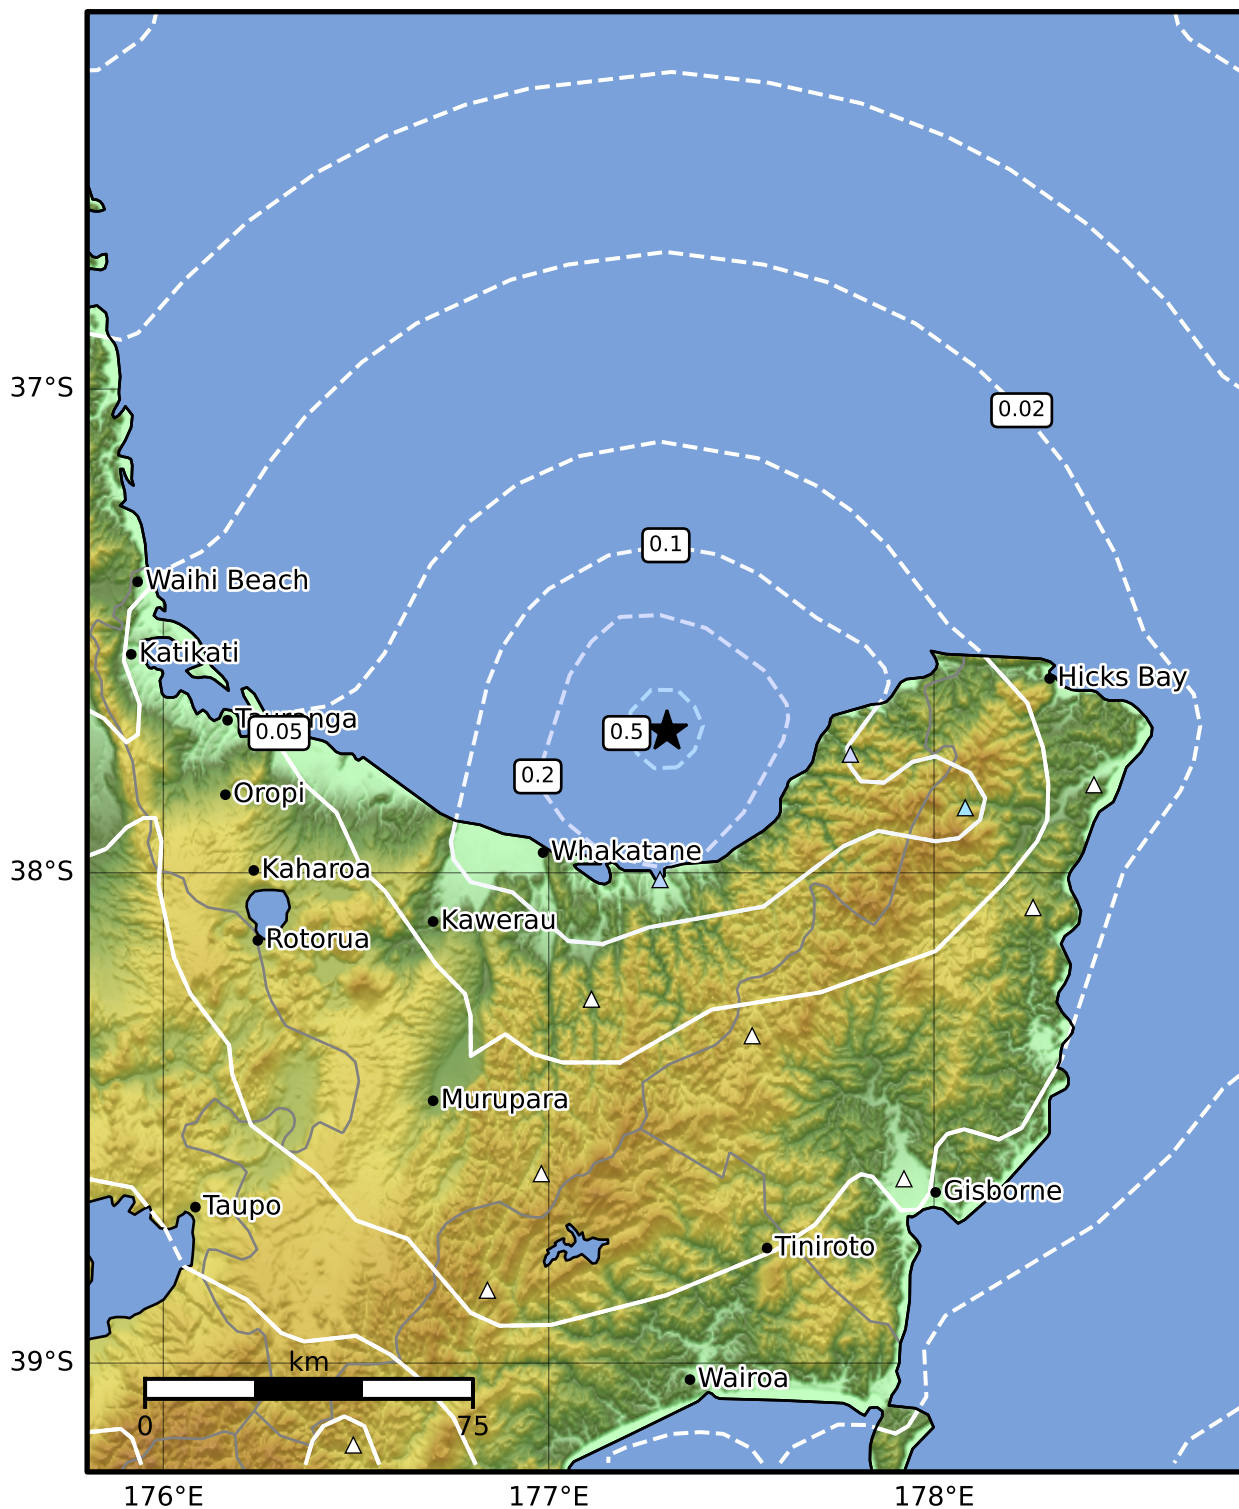 37°S
0.02
0.1
Waihi Beach
Katikati
Hicks Bay
Tauranga
0.05
0.5
0.2
Oropi
Whakatane
Kaharoa
38°S
Kawerau
Rotorua
Murupara
Gisborne
Taupo
Tiniroto
39°S
km
Wairoa
0
75
176°E
177°E
178°E